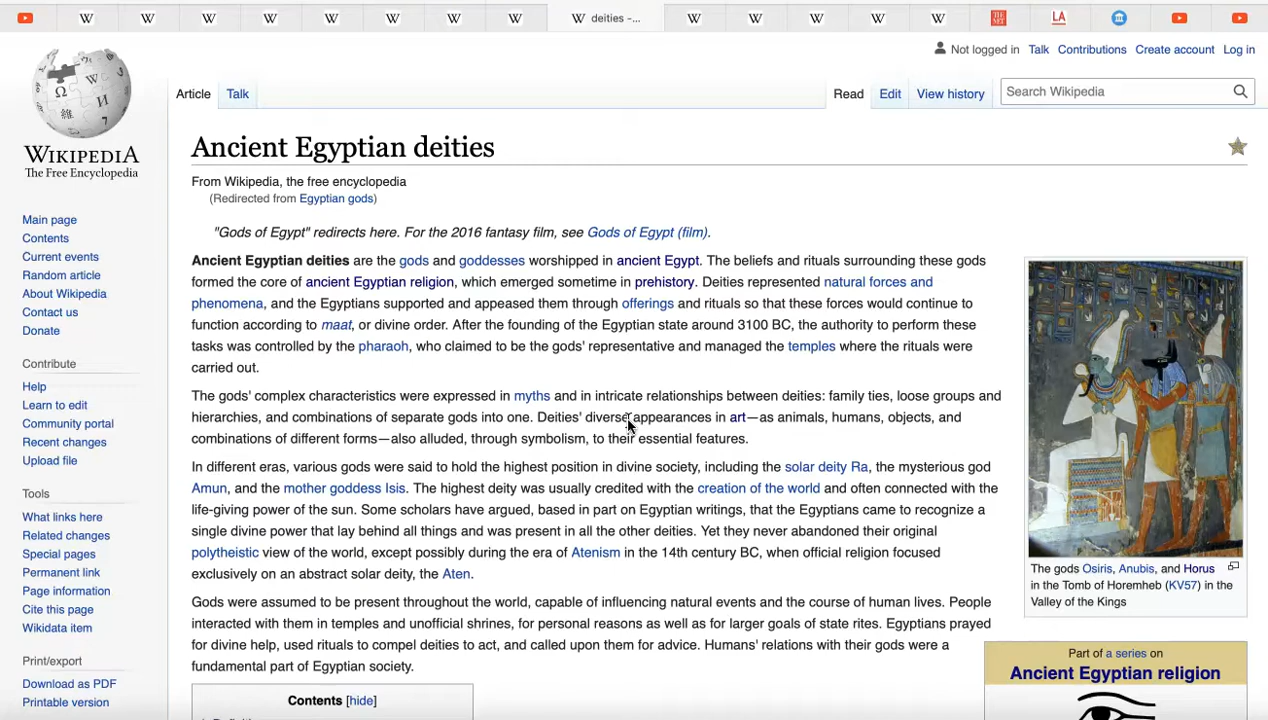 deities -...
Not logged in Talk Contributions Create account Log in
Article Talk
Read Edit View history
Search Wikipedia
WIKIPEDIA
The Free Encyclopedia
Main page
Contents
Current events
Random article
About Wikipedia
Contact us
Donate
Contribute
Help
Learn to edit
Community portal
Recent changes
Upload file
Tools
What links here
Related changes
Special pages
Permanent link
Page information
Cite this page
Wikidata item
Print/export
Download as PDF
Printable version
Ancient Egyptian deities
From Wikipedia, the free encyclopedia
(Redirected from Egyptian gods)
"Gods of Egypt" redirects here. For the 2016 fantasy film, see Gods of Egypt (film).
Ancient Egyptian deities are the gods and goddesses worshipped in ancient Egypt. The beliefs and rituals surrounding these gods
formed the core of ancient Egyptian religion, which emerged sometime in prehistory. Deities represented natural forces and
phenomena, and the Egyptians supported and appeased them through offerings and rituals so that these forces would continue to
function according to maat, or divine order. After the founding of the Egyptian state around 3100 BC, the authority to perform these
tasks was controlled by the pharaoh, who claimed to be the gods' representative and managed the temples where the rituals were
carried out.
The gods' complex characteristics were expressed in myths and in intricate relationships between deities: family ties, loose groups and
hierarchies, and combinations of separate gods into one. Deities' diverse appearances in art—as animals, humans, objects, and
combinations of different forms—also alluded, through symbolism, to their essential features.
In different eras, various gods were said to hold the highest position in divine society, including the solar deity Ra, the mysterious god
Amun, and the mother goddess Isis. The highest deity was usually credited with the creation of the world and often connected with the
life-giving power of the sun. Some scholars have argued, based in part on Egyptian writings, that the Egyptians came to recognize a
single divine power that lay behind all things and was present in all the other deities. Yet they never abandoned their original
polytheistic view of the world, except possibly during the era of Atenism in the 14th century BC, when official religion focused
exclusively on an abstract solar deity, the Aten.
Gods were assumed to be present throughout the world, capable of influencing natural events and the course of human lives. People
interacted with them in temples and unofficial shrines, for personal reasons as well as for larger goals of state rites. Egyptians prayed
for divine help, used rituals to compel deities to act, and called upon them for advice. Humans' relations with their gods were a
fundamental part of Egyptian society.
Contents [hide]
The gods Osiris, Anubis, and Horus
in the Tomb of Horemheb (KV57) in the
Valley of the Kings
Part of a series on
Ancient Egyptian religion